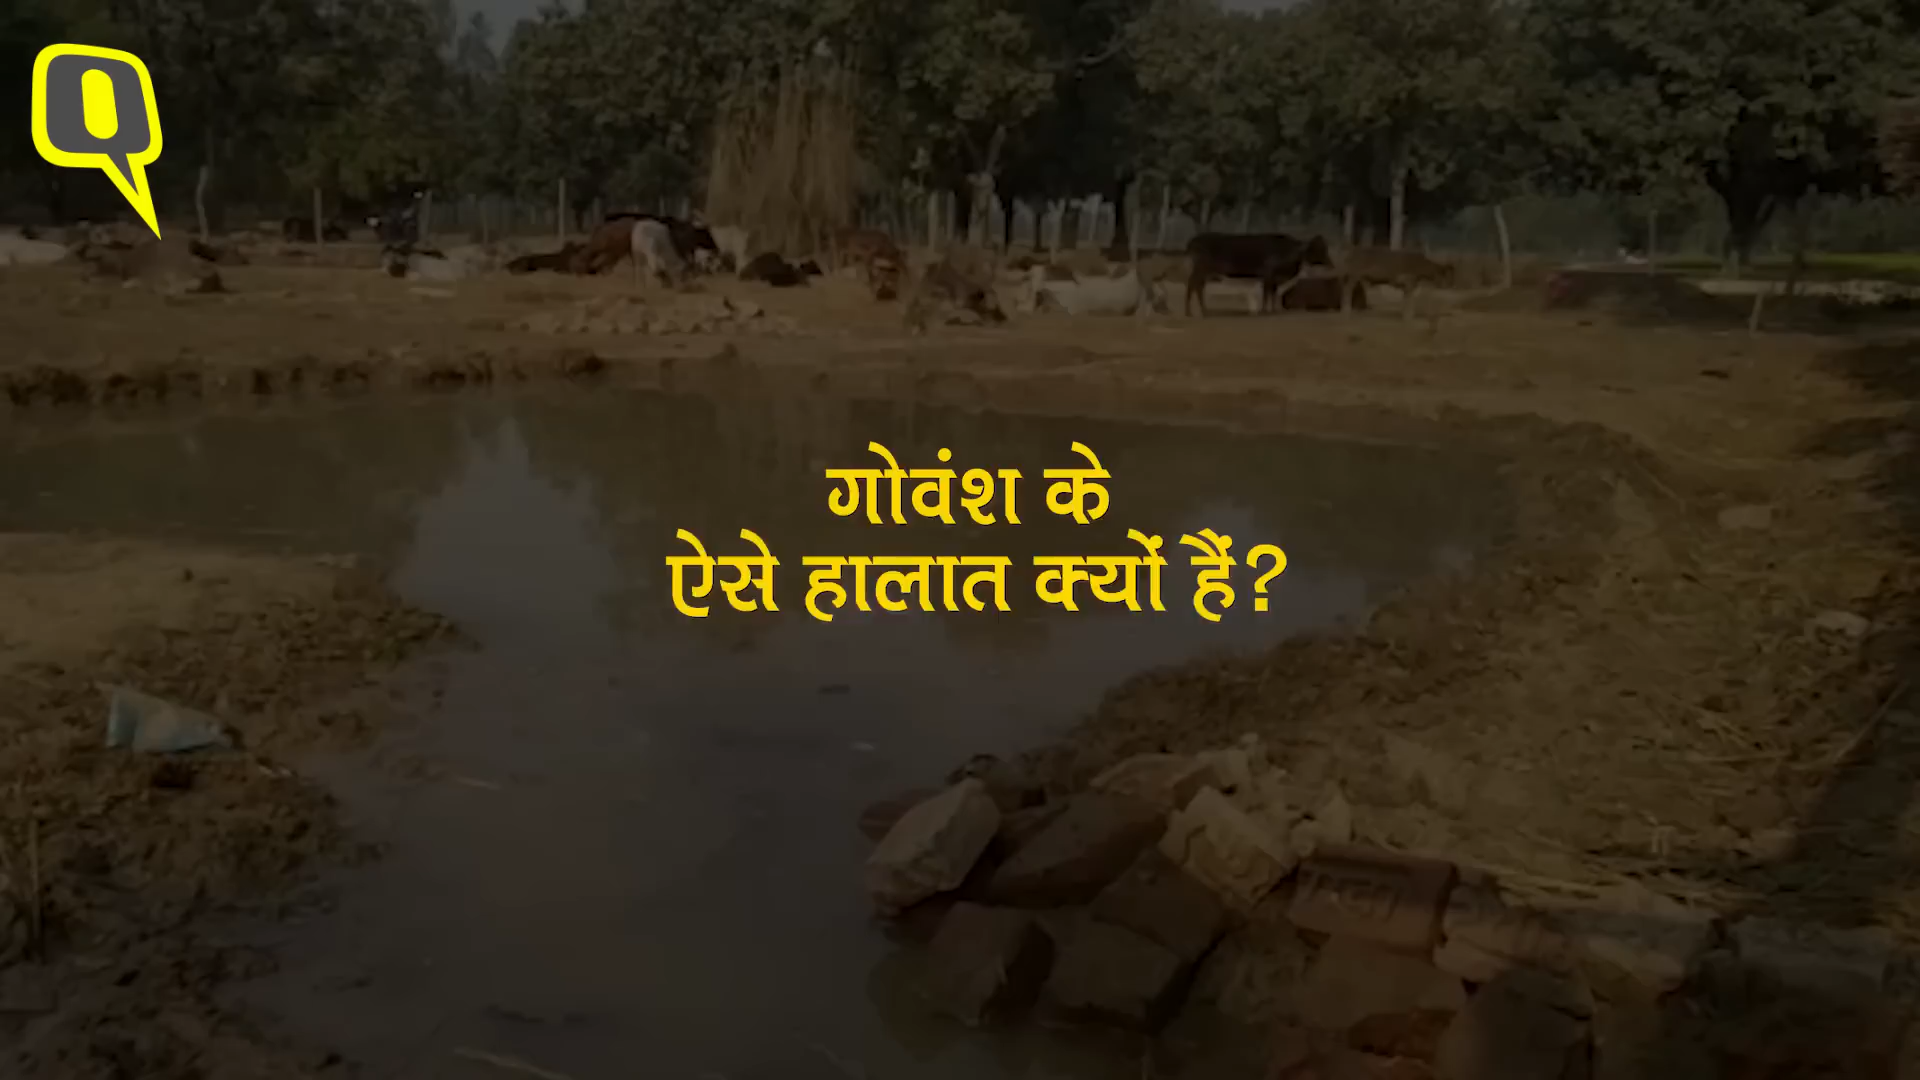 गोवंश के
ऐसे हालात क्यों हैं?